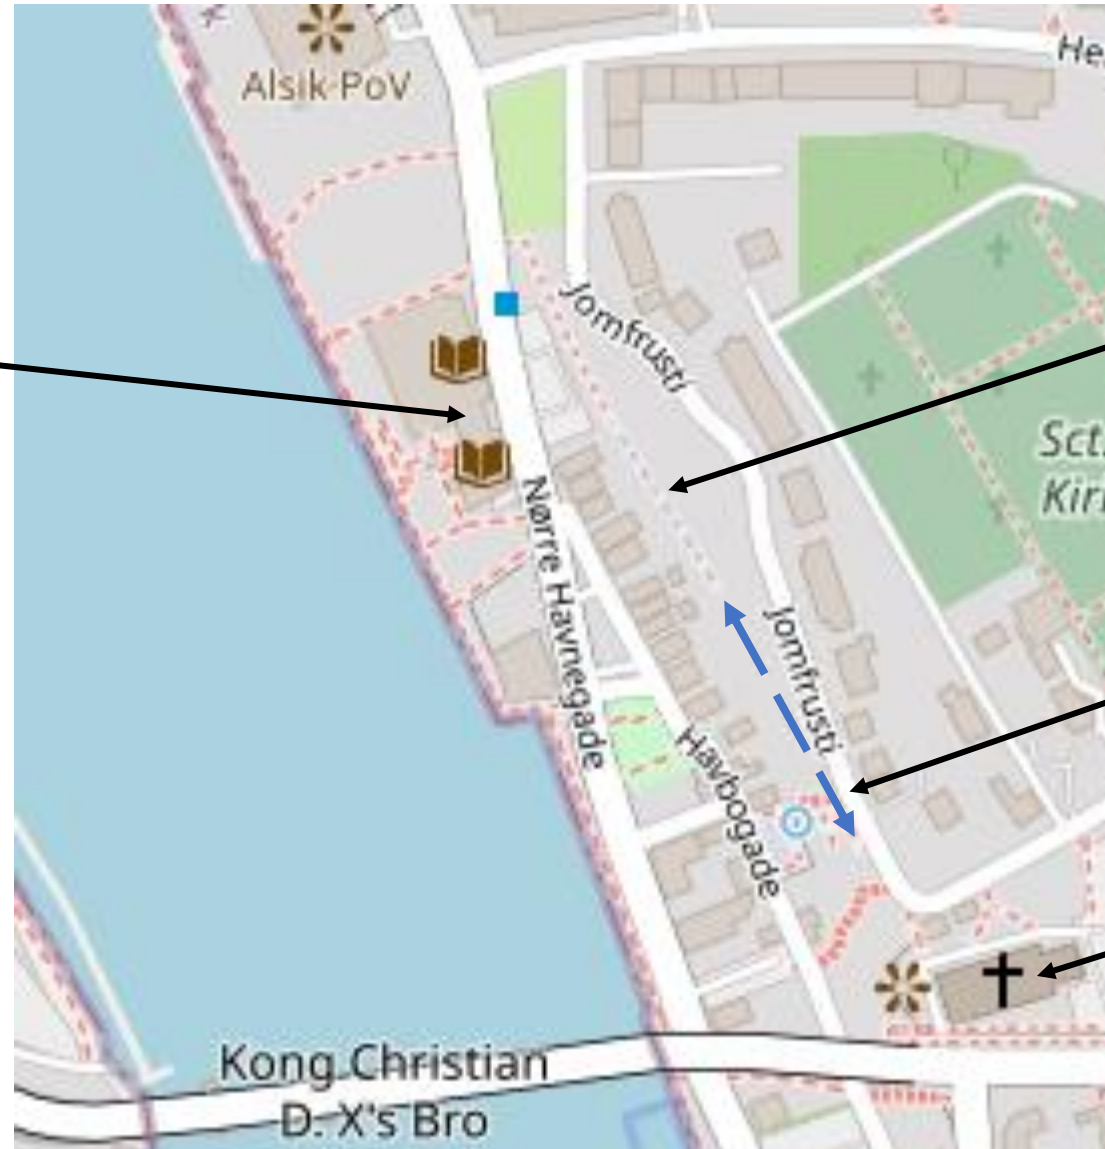 Alsik PoV
He
Jomfrusti
Sct.
Kir
Nørre Havnegade
Jomfrusti
Havbogade
Kong Christian
D. X's Bro